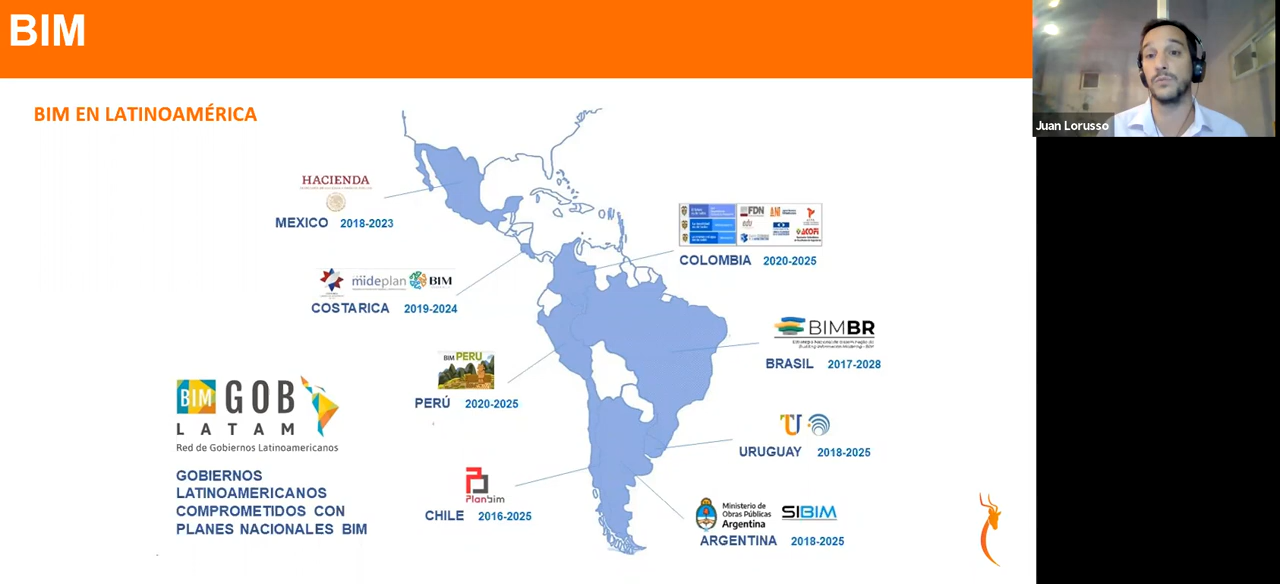 BIM
Juan Lorusso
BIM EN LATINOAMÉRICA
HACIENDA
MEXICO 2018-2023
FDN
ACOFI
COLOMBIA 2020-2025
mideplan BIM
COSTA RICA 2019-2024
BIMBR
BRASIL 2017-2028
BIM PERU
PERÚ 2020-2025
BIM GOB
LATAM
Red de Gobiernos Latinoamericanos
URUGUAY 2018-2025
GOBIERNOS
LATINOAMERICANOS
COMPROMETIDOS CON
PLANES NACIONALES BIM
Planbim
CHILE 2016-2025
Ministerio de
Obras Públicas
Argentina
SIBIM
ARGENTINA 2018-2025